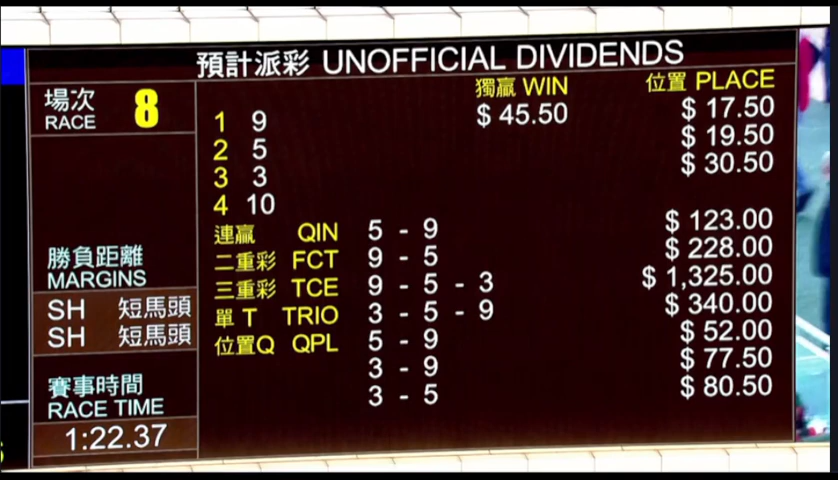 預計派彩 UNOFFICIAL DIVIDENDS
場次 RACE 8
獨贏 WIN 位置 PLACE
1 9 $ 45.50 $ 17.50
2 5 $ 19.50
3 3 $ 30.50
4 10
連贏 QIN 5 - 9 $ 123.00
二重彩 FCT 9 - 5 $ 228.00
三重彩 TCE 9 - 5 - 3 $ 1,325.00
單T TRIO 3 - 5 - 9 $ 340.00
位置Q QPL 5 - 9 $ 52.00
3 - 9 $ 77.50
3 - 5 $ 80.50
勝負距離
MARGINS
SH 短馬頭
SH 短馬頭
賽事時間
RACE TIME
1:22.37